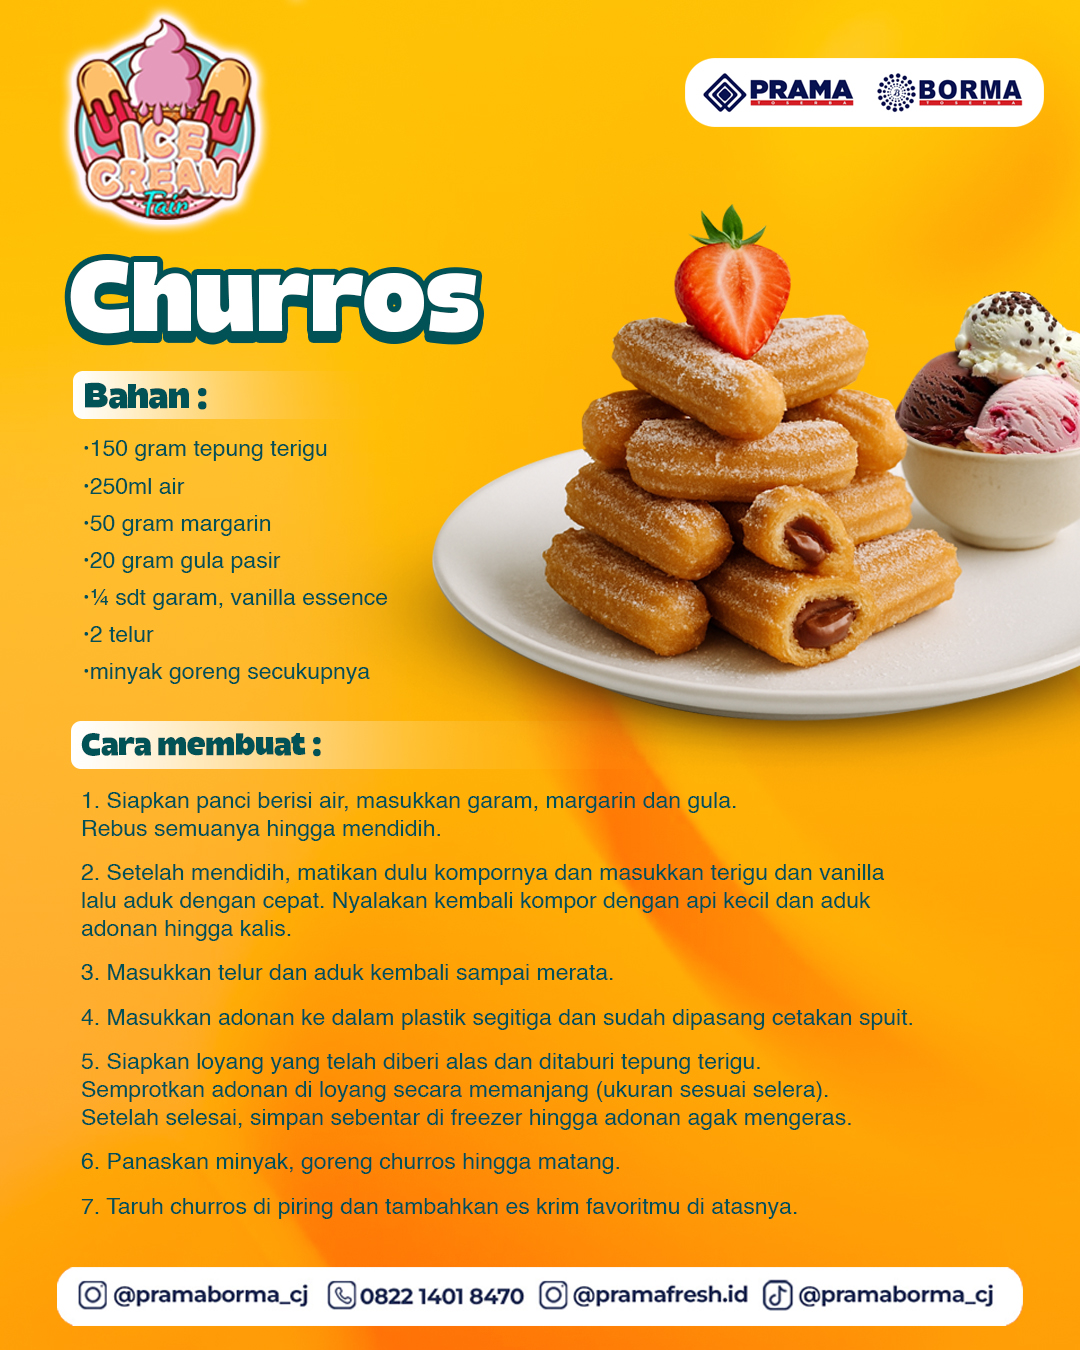 ICE
CREAM
Fair
PRAMA
TOSERBA
BORMA
TOSERBA
Churros
Bahan :
·150 gram tepung terigu
·250ml air
·50 gram margarin
·20 gram gula pasir
·¼ sdt garam, vanilla essence
·2 telur
·minyak goreng secukupnya
Cara membuat :
1. Siapkan panci berisi air, masukkan garam, margarin dan gula.
Rebus semuanya hingga mendidih.
2. Setelah mendidih, matikan dulu kompornya dan masukkan terigu dan vanilla
lalu aduk dengan cepat. Nyalakan kembali kompor dengan api kecil dan aduk
adonan hingga kalis.
3. Masukkan telur dan aduk kembali sampai merata.
4. Masukkan adonan ke dalam plastik segitiga dan sudah dipasang cetakan spuit.
5. Siapkan loyang yang telah diberi alas dan ditaburi tepung terigu.
Semprotkan adonan di loyang secara memanjang (ukuran sesuai selera).
Setelah selesai, simpan sebentar di freezer hingga adonan agak mengeras.
6. Panaskan minyak, goreng churros hingga matang.
7. Taruh churros di piring dan tambahkan es krim favoritmu di atasnya.
@pramaborma_cj 0822 1401 8470 @pramafresh.id @pramaborma_cj